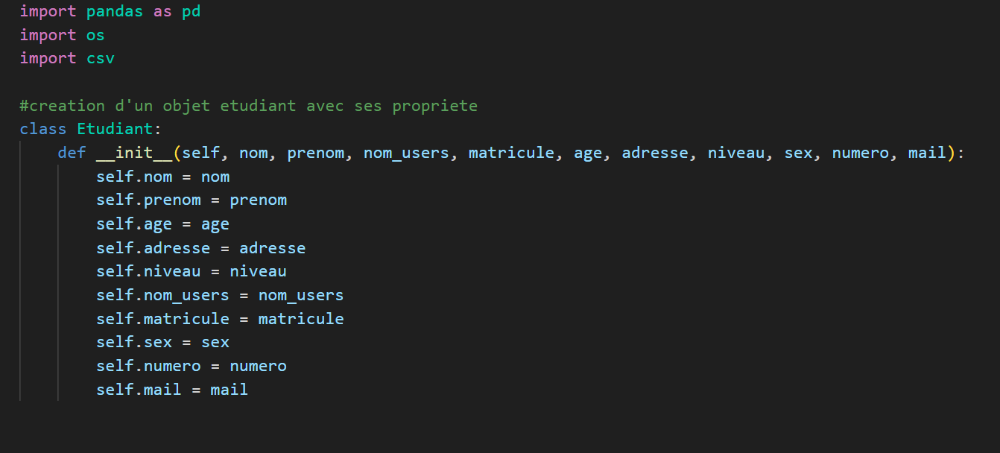 import pandas as pd
import os
import csv
#creation d'un objet etudiant avec ses propriete
class Etudiant:
    def __init__(self, nom, prenom, nom_users, matricule, age, adresse, niveau, sex, numero, mail):
        self.nom = nom
        self.prenom = prenom
        self.age = age
        self.adresse = adresse
        self.niveau = niveau
        self.nom_users = nom_users
        self.matricule = matricule
        self.sex = sex
        self.numero = numero
        self.mail = mail